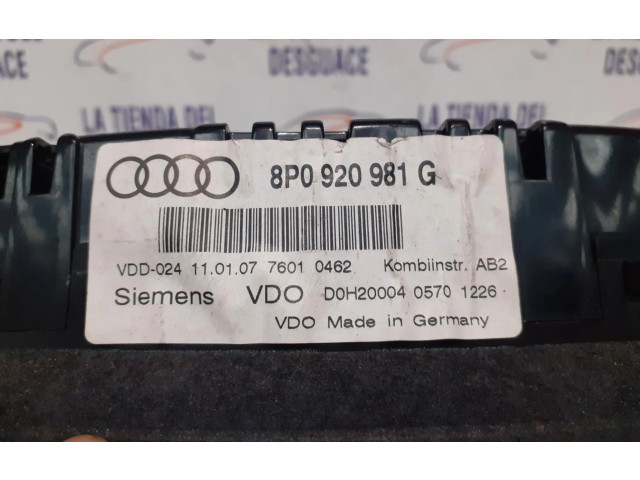 DESGUACE
DESGUACE
LA TIENDA DEL
LA TIENDA DEL
8P0 920 981 G
VDD-024 11.01.07 7601 0462 Kombiinstr. AB2
Siemens VDO D0H20004 0570 1226
VDO Made in Germany